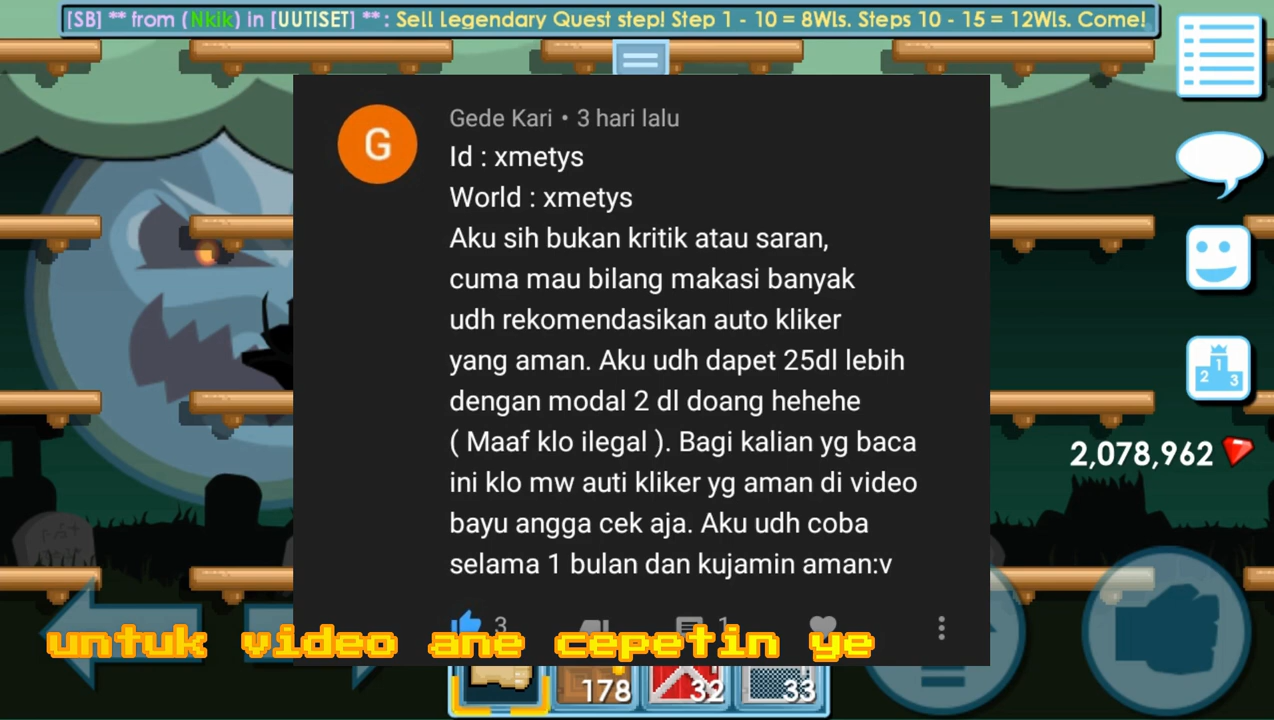 [SB] ** from (Nkik) in [UUTISET] ** : Sell Legendary Quest step! Step 1 - 10 = 8Wls. Steps 10 - 15 = 12Wls. Come!
G
Gede Kari • 3 hari lalu
Id : xmetys
World : xmetys
Aku sih bukan kritik atau saran,
cuma mau bilang makasi banyak
udh rekomendasikan auto kliker
yang aman. Aku udh dapet 25dl lebih
dengan modal 2 dl doang hehehe
( Maaf klo ilegal ). Bagi kalian yg baca
ini klo mw auti kliker yg aman di video
bayu angga cek aja. Aku udh coba
selama 1 bulan dan kujamin aman:v
1
2 3
2,078,962
3 1
untuk video ane cepetin ye
178 32 33